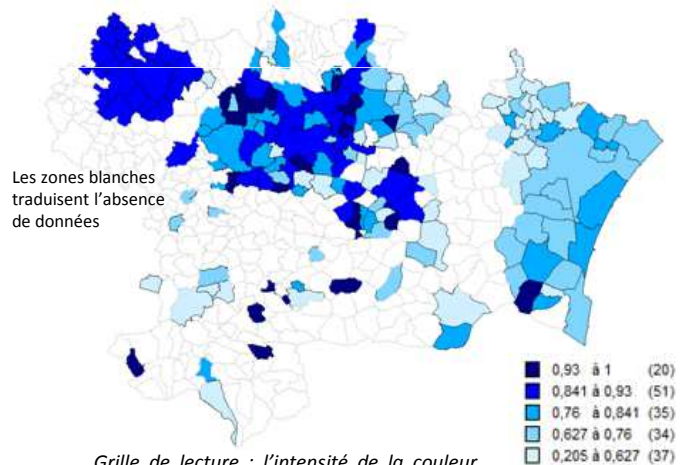 Les zones blanches
traduisent l'absence
de données
0,93 à 1 (20)
0,841 à 0,93 (51)
0,76 à 0,841 (35)
0,627 à 0,76 (34)
0,205 à 0,627 (37)
Grille de lecture : l'intensité de la couleur